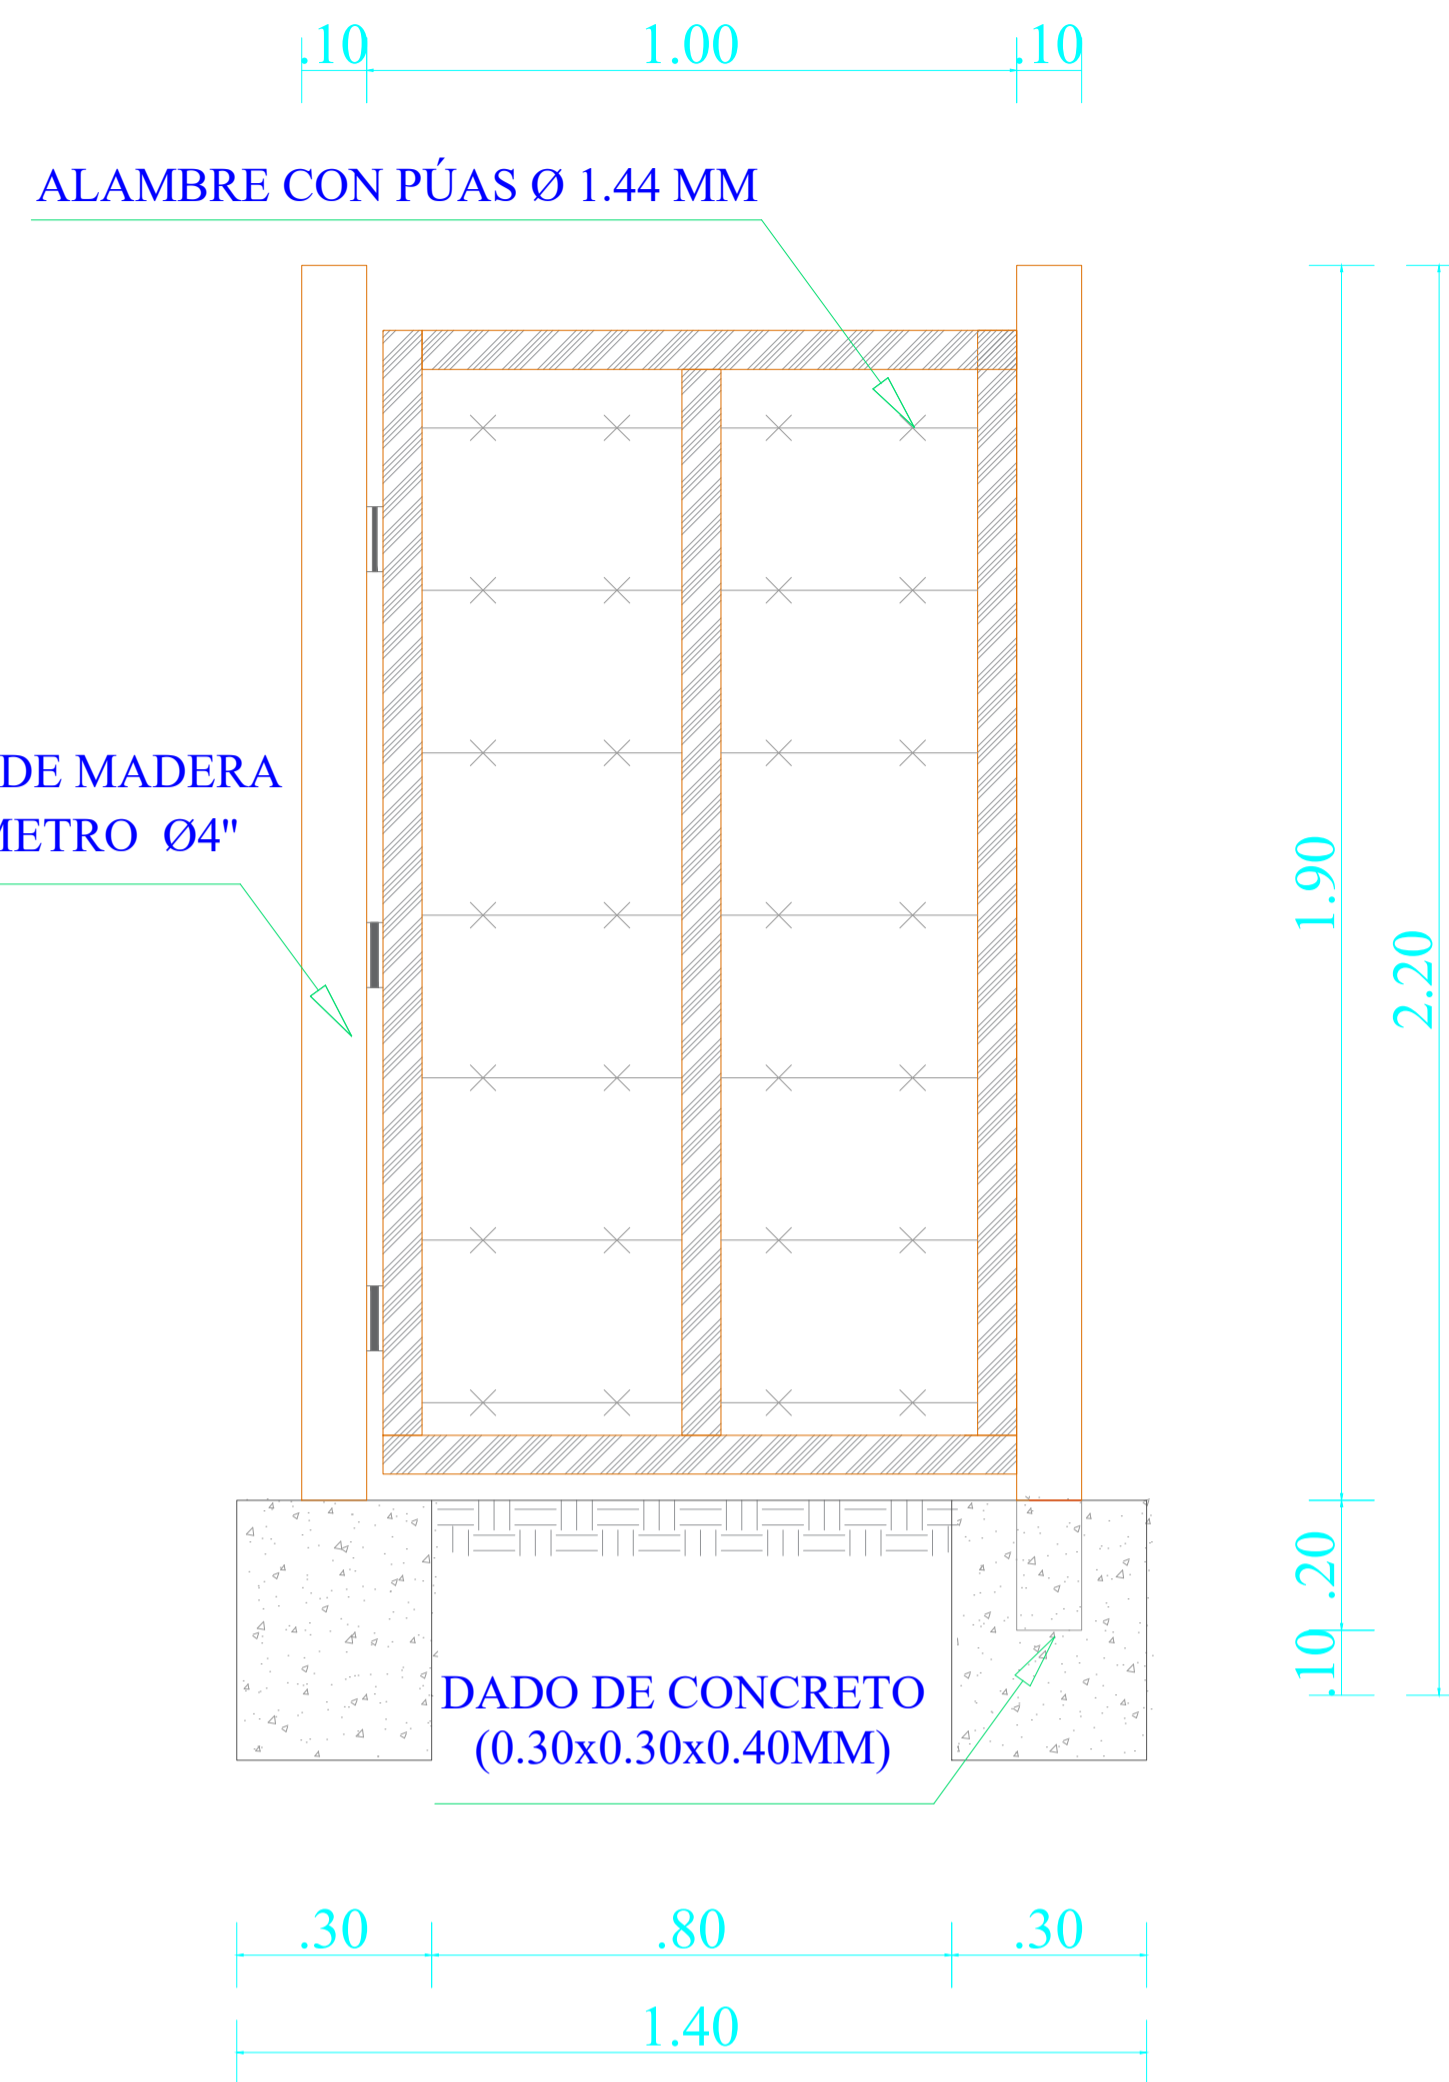 .10 1.00 .10
ALAMBRE CON PÚAS Ø 1.44 MM
DE MADERA
METRO Ø4"
1.90
2.20
.20
.10
DADO DE CONCRETO
(0.30x0.30x0.40MM)
.30 .80 .30
1.40